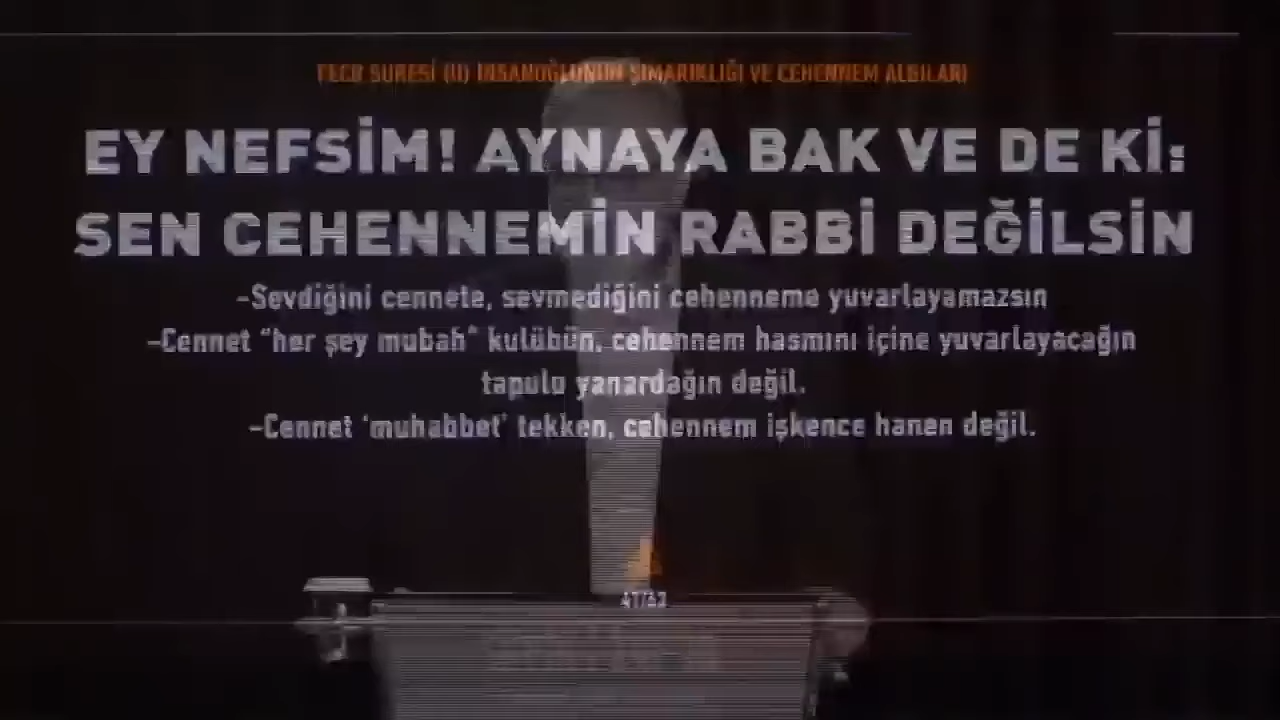 FECR SURESİ (II) İNSANOĞLUNUN ŞIMARIKLIĞI VE CEHENNEM ALGILARI
EY NEFSİM! AYNAYA BAK VE DE Kİ:
SEN CEHENNEMİN RABBİ DEĞİLSİN
-Sevdiğini cennete, sevmediğini cehenneme yuvarlayamazsın
-Cennet "her şey mubah" kulübün, cehennem hasmını içine yuvarlayacağın
tapulu yanardağın değil.
-Cennet 'muhabbet' tekken, cehennem işkence hanen değil.